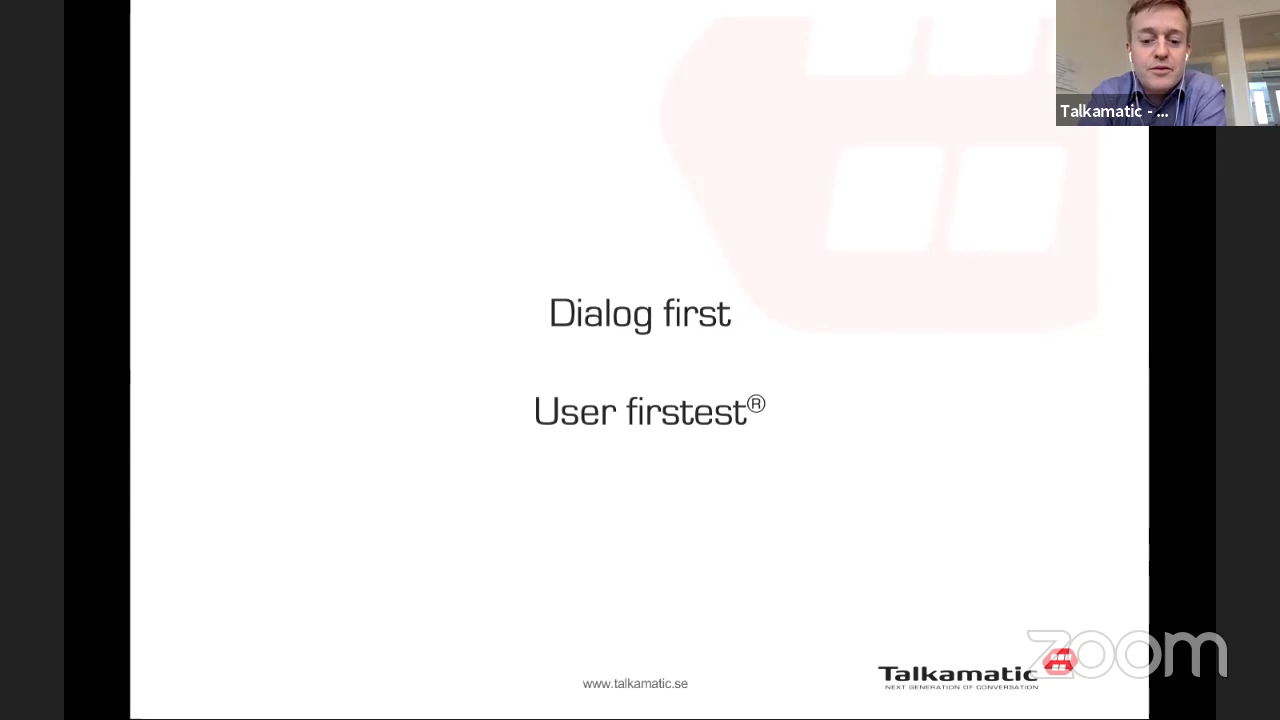 Talkamatic - ...
Dialog first
User firstest®
www.talkamatic.se
Talkamatic
NEXT GENERATION OF CONVERSATION
zoom